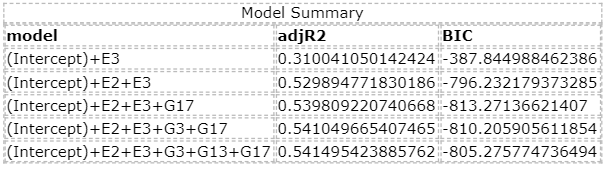 Model Summary
model adjR2 BIC
(Intercept)+E3 0.310041050142424 -387.844988462386
(Intercept)+E2+E3 0.529894771830186 -796.232179373285
(Intercept)+E2+E3+G17 0.539809220740668 -813.27136621407
(Intercept)+E2+E3+G3+G17 0.541049665407465 -810.205905611854
(Intercept)+E2+E3+G3+G13+G17 0.541495423885762 -805.275774736494